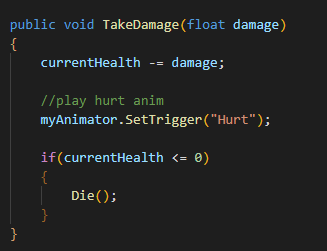 public void TakeDamage(float damage)
{
    currentHealth -= damage;

    //play hurt anim
    myAnimator.SetTrigger("Hurt");

    if(currentHealth <= 0)
    {
        Die();
    }
}